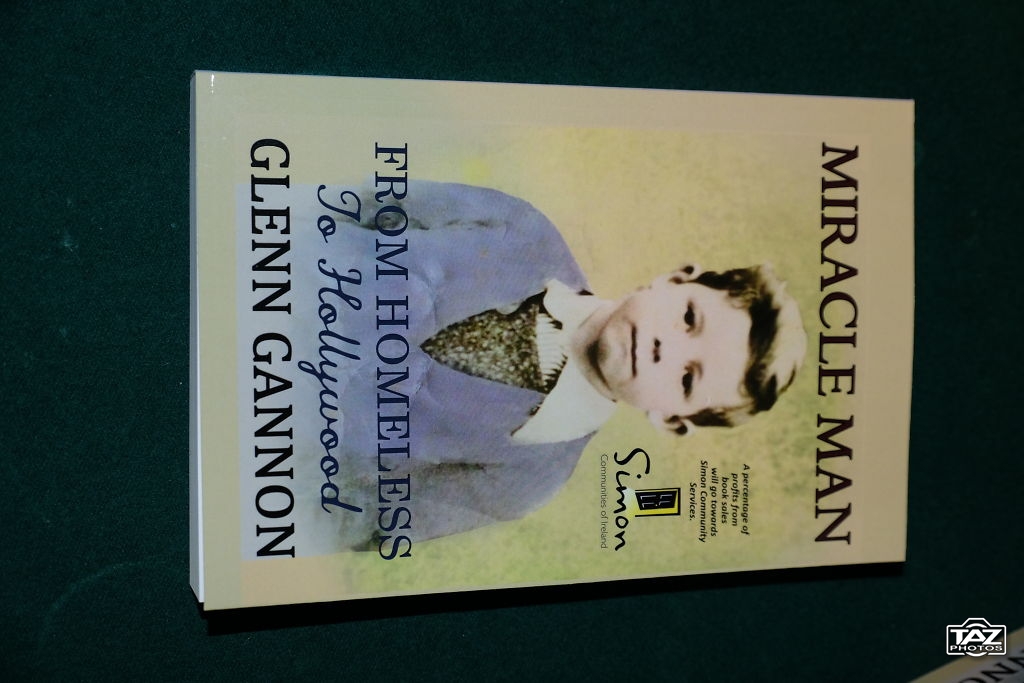 MIRACLE MAN
A percentage of
profits from
book sales
will go towards
Simon Community
Services.
Simon
Communities of Ireland
FROM HOMELESS
To Hollywood
GLENN GANNON
TAZ
PHOTOS